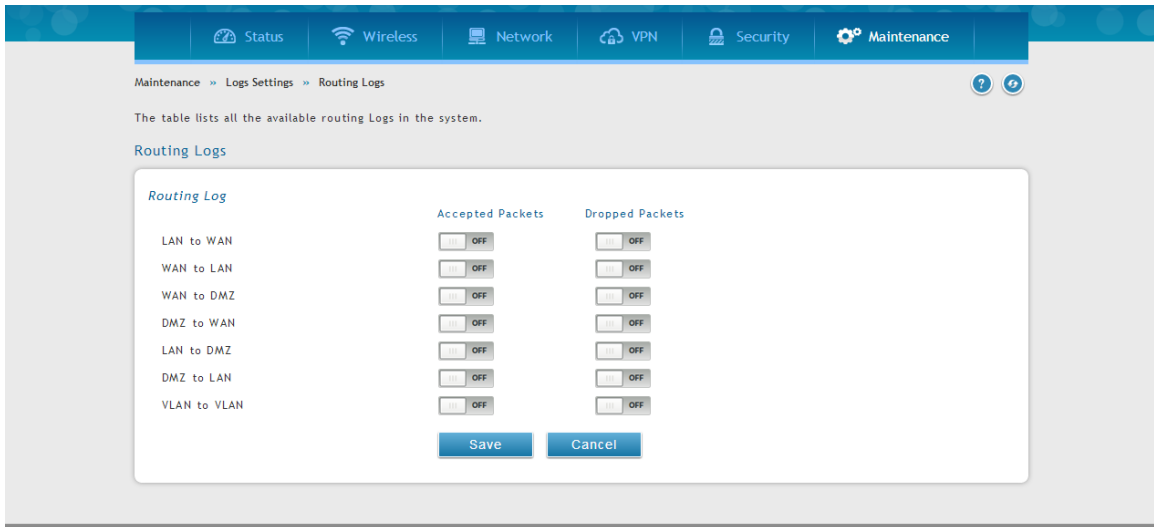 Status Wireless Network VPN Security Maintenance
Maintenance » Logs Settings » Routing Logs ?
The table lists all the available routing Logs in the system.
Routing Logs
Routing Log
Accepted Packets Dropped Packets
LAN to WAN OFF OFF
WAN to LAN OFF OFF
WAN to DMZ OFF OFF
DMZ to WAN OFF OFF
LAN to DMZ OFF OFF
DMZ to LAN OFF OFF
VLAN to VLAN OFF OFF
Save Cancel